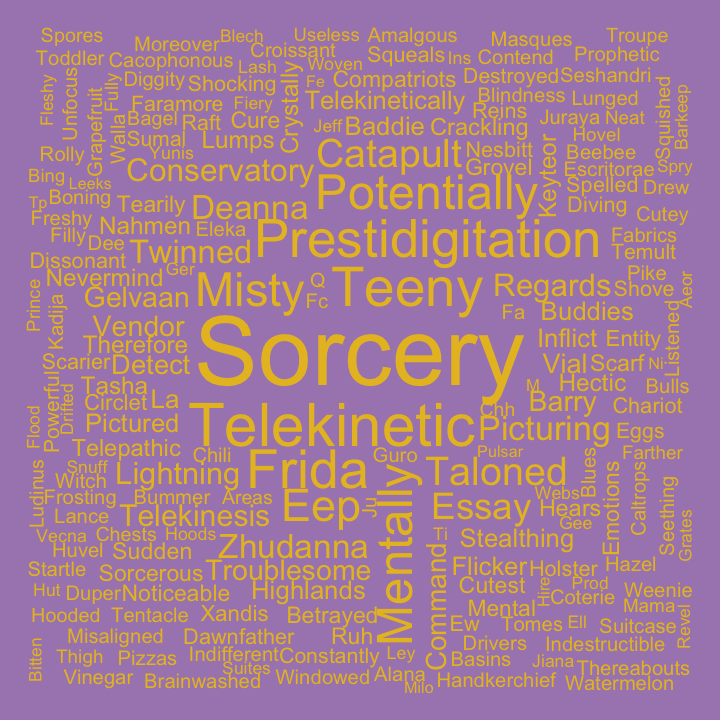 Spores
Moreover
Blech
Useless
Amalgous
Masques
Troupe
Toddler
Cacophonous
Croissant
Woven
Squeals
Ins
Contend
Prophetic
Diggity
Shocking
Lash
Fe
Compatriots
Destroyed
Seshandri
Fleshy
Unfocus
Grapefruit
Fully
Faramore
Fiery
Crystally
Telekinetically
Blindness
Lunged
Squished
Barkeep
Walla
Bagel
Raft
Cure
Jeff
Baddie
Crackling
Reins
Juraya
Neat
Sumal
Lumps
Hovel
Rolly
Yunis
Conservatory
Catapult
Nesbitt
Beebee
Bing
Leeks
Grovel
Keyteor
Escritorae
Spry
Tp
Boning
Tearily
Deanna
Potentially
Spelled
Drew
Freshy
Nahmen
Eleka
Diving
Cutey
Filly
Dee
Twinned
Prestidigitation
Fabrics
Dissonant
Temult
Nevermind
Ger
Misty
Q
Teeny
Regards
Pike
Shove
Aeor
Prince
Kadija
Gelvaan
Fc
Fa
Buddies
Listened
Vendor
Sorcery
Inflict
Entity
Therefore
Scarier
Detect
Vial
Scarf
Ni
Powerful
Drifted
Tasha
La
M
Hectic
Bulls
Circlet
Chh
Barry
Chariot
Flood
Pictured
Telekinetic
Picturing
Eggs
Telepathic
Chili
Guro
Pulsar
Farther
Ludinus
Snuff
Witch
Lightning
Frida
Taloned
Blues
Emotions
Caltrops
Seething
Frosting
Bummer
Areas
Eep
Ju
Mentally
Essay
Webs
Hears
Lance
Telekinesis
Gee
Grates
Vecna
Chests
Hoods
Ti
Stealthing
Huvel
Sudden
Zhudanna
Command
Startle
Sorcerous
Troublesome
Flicker
Holster
Hazel
Hut
Duper
Noticeable
Highlands
Cutest
Hire
Prod
Weenie
Coterie
Mama
Hooded
Tentacle
Xandis
Betrayed
Mental
Revel
Ew
Tomes
Ell
Suitcase
Misaligned
Dawnfather
Ruh
Drivers
Indestructible
Bitten
Thigh
Pizzas
Indifferent
Constantly
Ley
Basins
Jiana
Thereabouts
Vinegar
Suites
Brainwashed
Windowed
Alana
Milo
Handkerchief
Watermelon